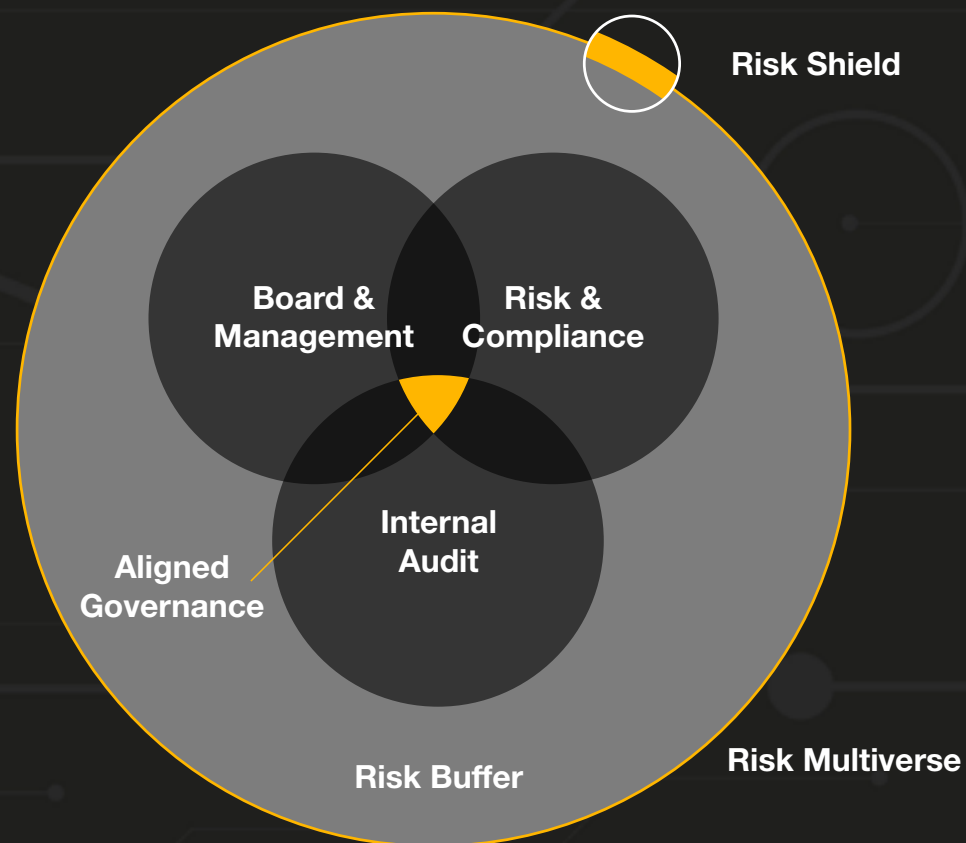 Risk Shield
Board &
Management
Risk &
Compliance
Internal
Audit
Aligned
Governance
Risk Buffer
Risk Multiverse